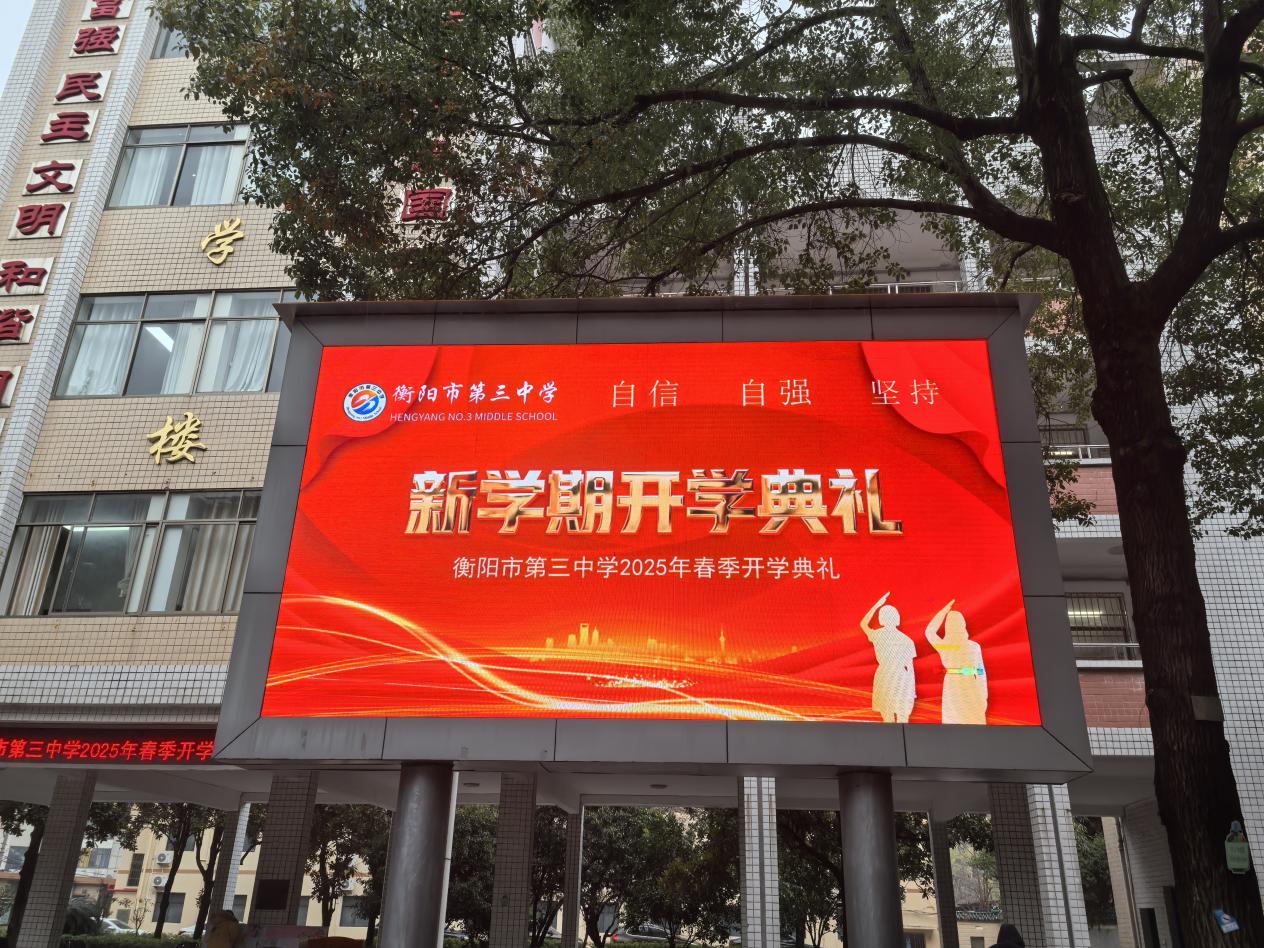 富强
民主
文明
和谐
国
学
楼
衡阳市第三中学
HENGYANG NO.3 MIDDLE SCHOOL
自信 自强 坚持
新学期开学典礼
衡阳市第三中学2025年春季开学典礼
市第三中学2025年春季开学